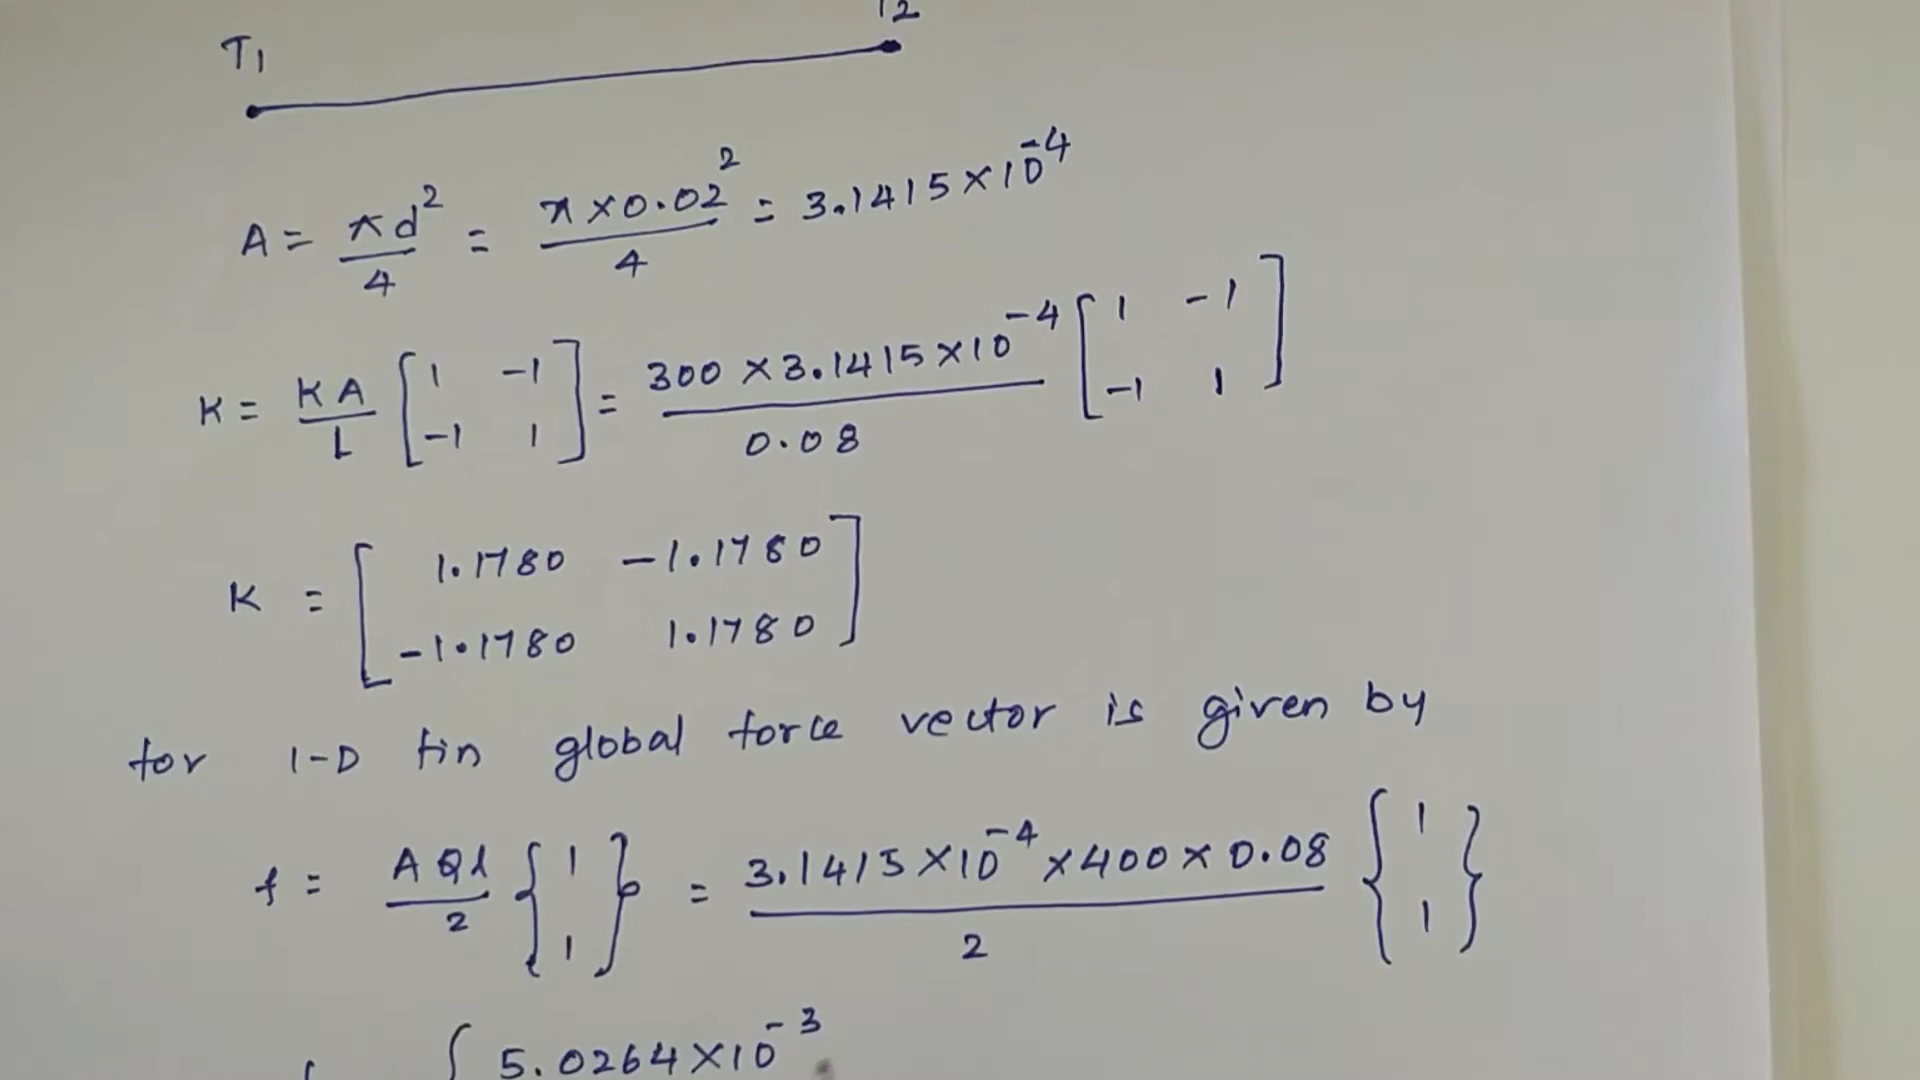 T1 T2
A = πd²/4 = π×0.02²/4 = 3.1415×10⁻⁴
K = KA/L [1 -1; -1 1] = 300×3.1415×10⁻⁴/0.08 [1 -1; -1 1]
K = [1.1780 -1.1780; -1.1780 1.1780]
for 1-D fin global force vector is given by
f = AQl/2 {1; 1} = 3.1415×10⁻⁴×400×0.08/2 {1; 1}
5.0264×10⁻³